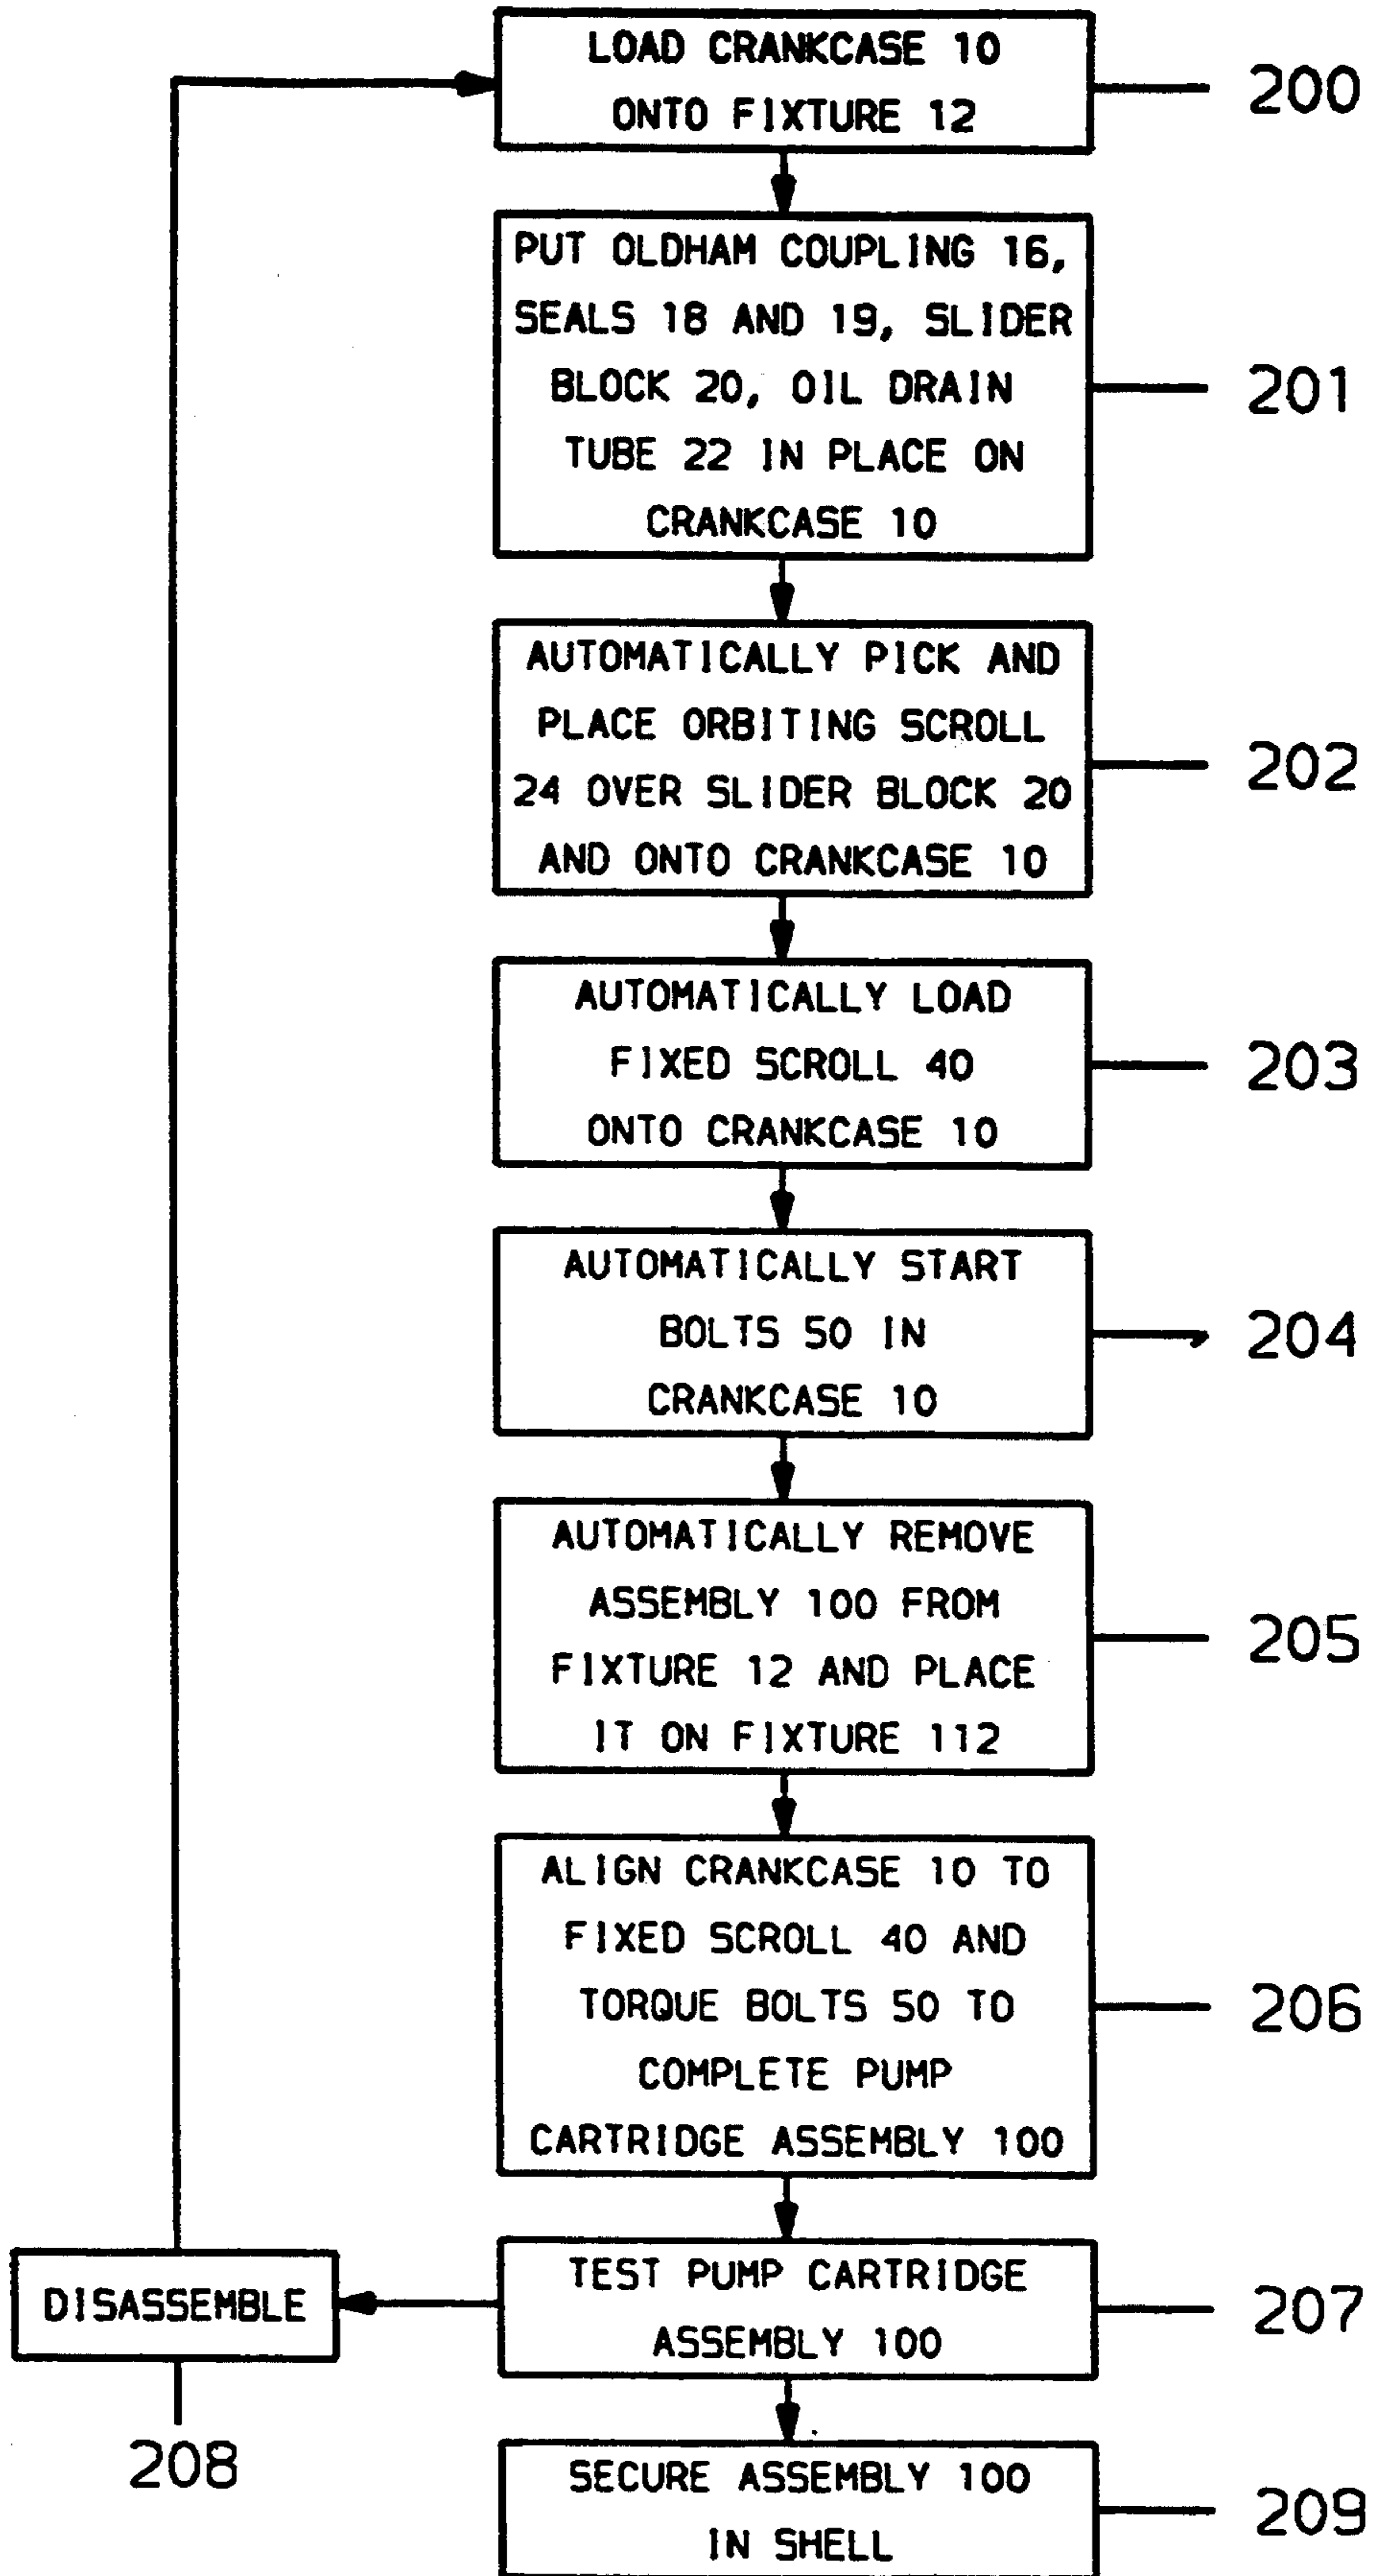 LOAD CRANKCASE 10
ONTO FIXTURE 12
200
PUT OLDHAM COUPLING 16,
SEALS 18 AND 19, SLIDER
BLOCK 20, OIL DRAIN
TUBE 22 IN PLACE ON
CRANKCASE 10
201
AUTOMATICALLY PICK AND
PLACE ORBITING SCROLL
24 OVER SLIDER BLOCK 20
AND ONTO CRANKCASE 10
202
AUTOMATICALLY LOAD
FIXED SCROLL 40
ONTO CRANKCASE 10
203
AUTOMATICALLY START
BOLTS 50 IN
CRANKCASE 10
204
AUTOMATICALLY REMOVE
ASSEMBLY 100 FROM
FIXTURE 12 AND PLACE
IT ON FIXTURE 112
205
ALIGN CRANKCASE 10 TO
FIXED SCROLL 40 AND
TORQUE BOLTS 50 TO
COMPLETE PUMP
CARTRIDGE ASSEMBLY 100
206
TEST PUMP CARTRIDGE
ASSEMBLY 100
207
DISASSEMBLE
208
SECURE ASSEMBLY 100
IN SHELL
209